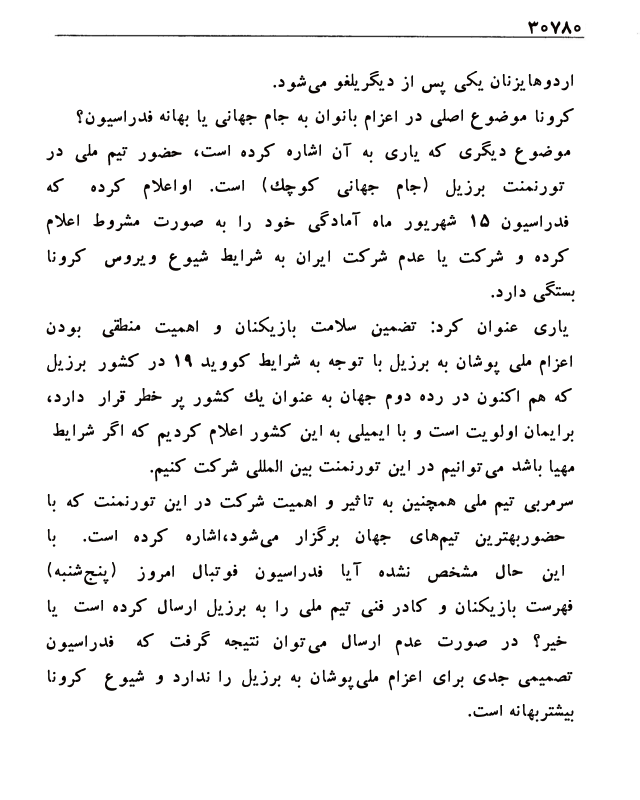 ۳۰۷۸۰
اردوهایزنان یکی پس از دیگریلغو می‌شود.
کرونا موضوع اصلی در اعزام بانوان به جام جهانی یا بهانه فدراسیون؟
موضوع دیگری که یاری به آن اشاره کرده است، حضور تیم ملی در
تورنمنت برزیل (جام جهانی کوچك) است. اواعلام کرده که
فدراسیون ۱۵ شهریور ماه آمادگی خود را به صورت مشروط اعلام
کرده و شرکت یا عدم شرکت ایران به شرایط شیوع ویروس کرونا
بستگی دارد.
یاری عنوان کرد: تضمین سلامت بازیکنان و اهمیت منطقی بودن
اعزام ملی پوشان به برزیل با توجه به شرایط کووید ۱۹ در کشور برزیل
که هم اکنون در رده دوم جهان به عنوان یك کشور پر خطر قرار دارد،
برایمان اولویت است و با ایمیلی به این کشور اعلام کردیم که اگر شرایط
مهیا باشد می‌توانیم در این تورنمنت بین المللی شرکت کنیم.
سرمربی تیم ملی همچنین به تاثیر و اهمیت شرکت در این تورنمنت که با
حضوربهترین تیم‌های جهان برگزار می‌شود،اشاره کرده است. با
این حال مشخص نشده آیا فدراسیون فوتبال امروز (پنج‌شنبه)
فهرست بازیکنان و کادر فنی تیم ملی را به برزیل ارسال کرده است یا
خیر؟ در صورت عدم ارسال می‌توان نتیجه گرفت که فدراسیون
تصمیمی جدی برای اعزام ملی‌پوشان به برزیل را ندارد و شیوع کرونا
بیشتربهانه است.